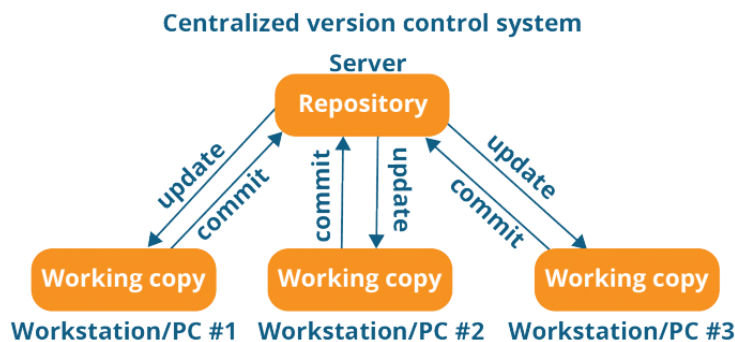 Centralized version control system
Server
Repository
update
commit
commit
update
update
commit
Working copy
Working copy
Working copy
Workstation/PC #1
Workstation/PC #2
Workstation/PC #3